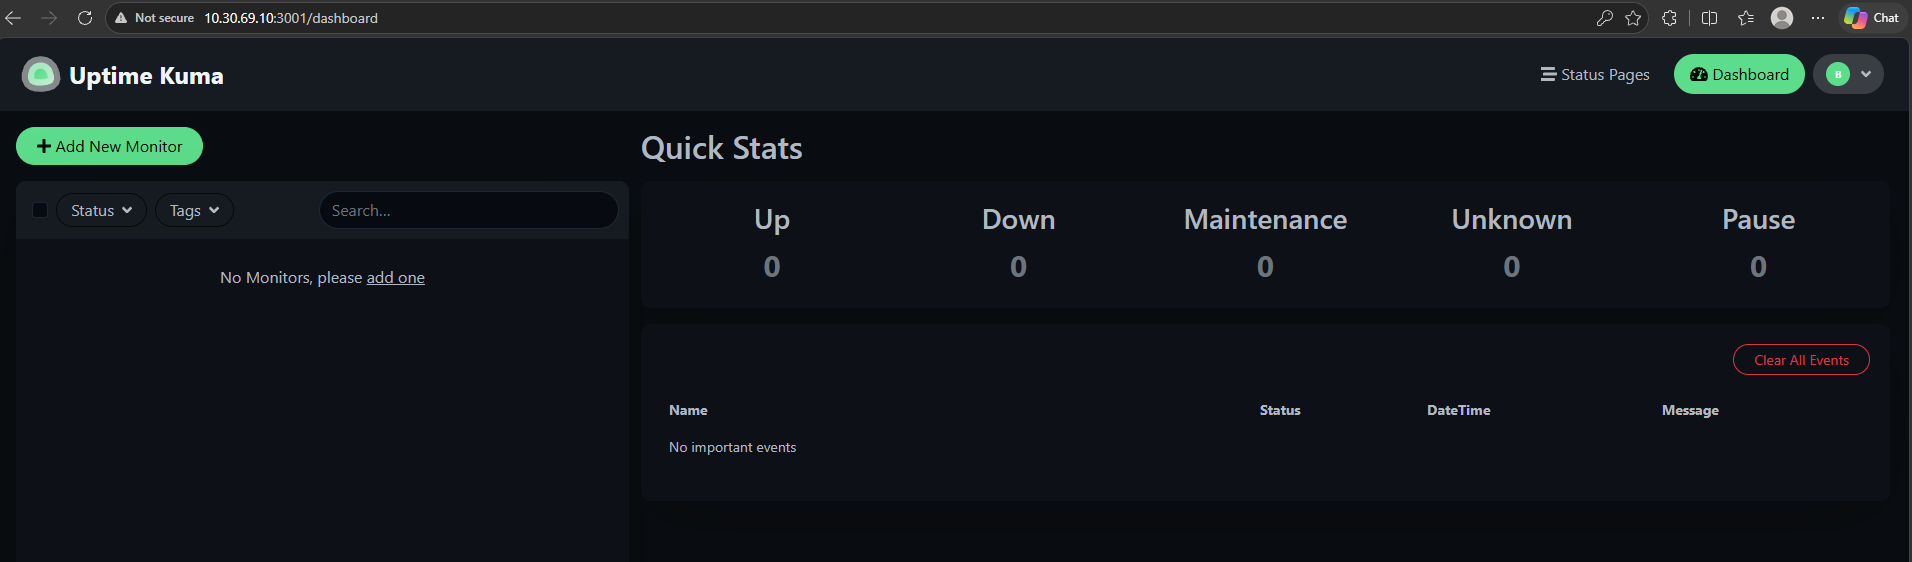 Not secure 10.30.69.10:3001/dashboard
Chat
Uptime Kuma
Status Pages
Dashboard
B
Add New Monitor
Status
Tags
Search...
No Monitors, please add one
Quick Stats
Up Down Maintenance Unknown Pause
0 0 0 0 0
Clear All Events
Name Status DateTime Message
No important events